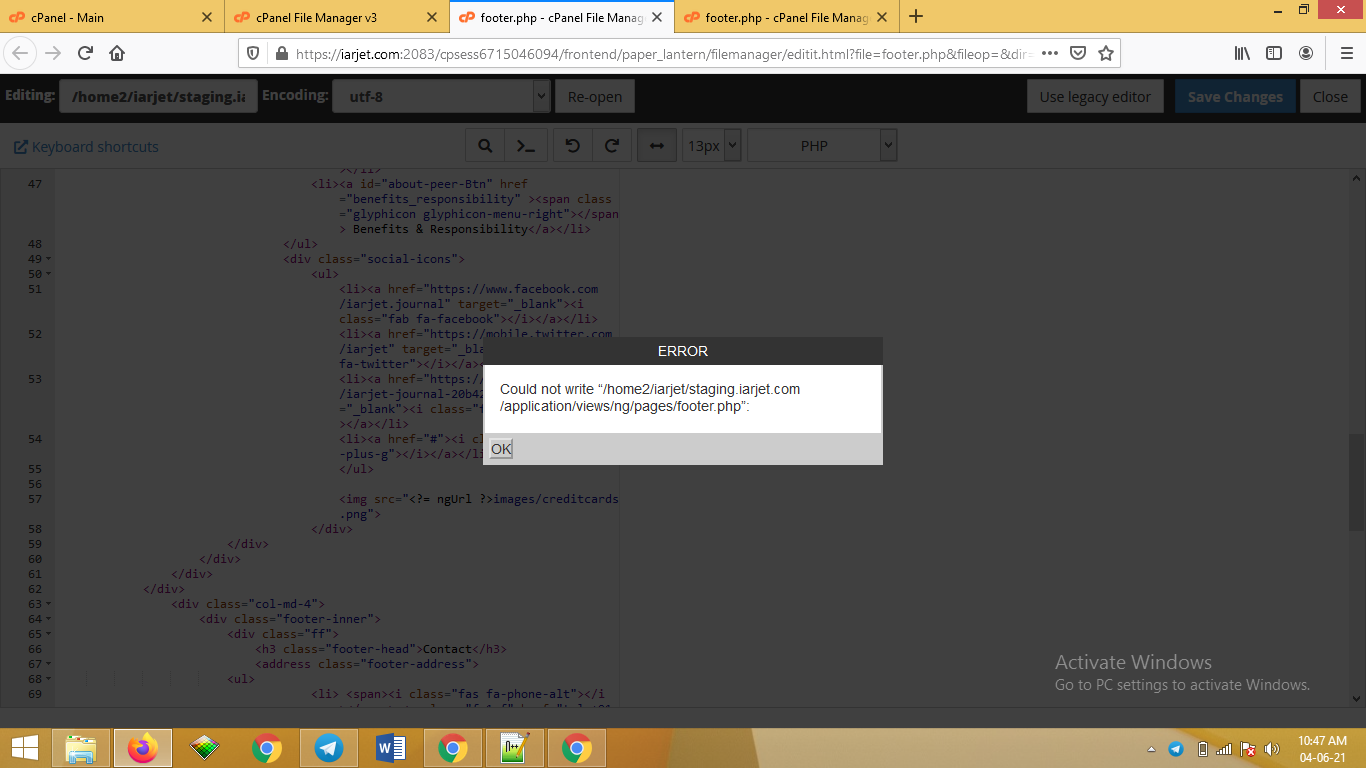 cPanel - Main
cPanel File Manager v3
footer.php - cPanel File Manag
footer.php - cPanel File Manag
https://iarjet.com:2083/cpsess6715046094/frontend/paper_lantern/filemanager/editit.html?file=footer.php&fileop=&dir=
Editing: /home2/iarjet/staging.ia Encoding: utf-8 Re-open Use legacy editor Save Changes Close
Keyboard shortcuts 13px PHP
></li>
47 <li><a id="about-peer-Btn" href
="benefits_responsibility" ><span class
="glyphicon glyphicon-menu-right"></span
> Benefits & Responsibility</a></li>
48 </ul>
49 <div class="social-icons">
50 <ul>
51 <li><a href="https://www.facebook.com
/iarjet.journal" target="_blank"><i
class="fab fa-facebook"></i></a></li>
52 <li><a href="https://mobile.twitter.com
/iarjet" target="_bla
fa-twitter"></i></a>
53 <li><a href="https:/
/iarjet-journal-20b42
="_blank"><i class="f
></a></li>
54 <li><a href="#"><i c
-plus-g"></i></a></li
55 </ul>
56
57 <img src="<?= ngUrl ?>images/creditcards
.png">
58 </div>
59 </div>
60 </div>
61 </div>
62 </div>
63 <div class="col-md-4">
64 <div class="footer-inner">
65 <div class="ff">
66 <h3 class="footer-head">Contact</h3>
67 <address class="footer-address">
68 <ul>
69 <li> <span><i class="fas fa-phone-alt"></i
ERROR
Could not write “/home2/iarjet/staging.iarjet.com
/application/views/ng/pages/footer.php”:
OK
Activate Windows
Go to PC settings to activate Windows.
10:47 AM
04-06-21